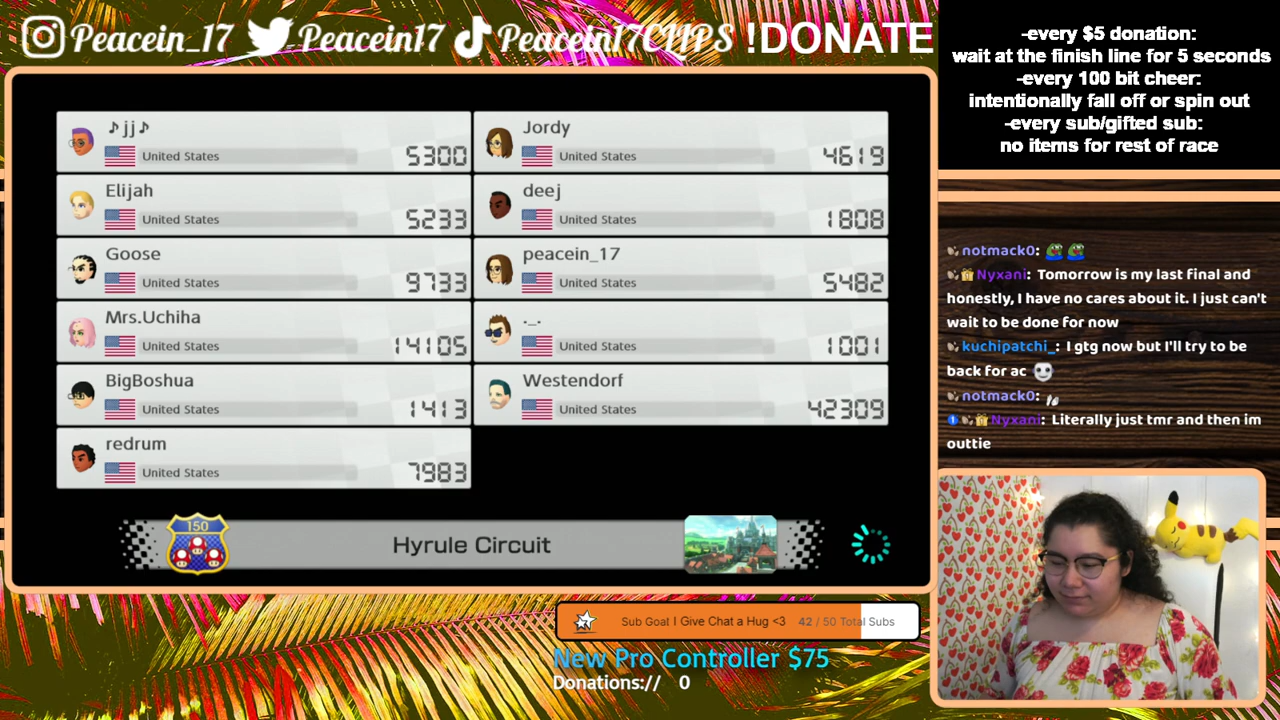 Peacein_17 Peacein17 Peacein17Clips !DONATE
-every $5 donation:
wait at the finish line for 5 seconds
-every 100 bit cheer:
intentionally fall off or spin out
-every sub/gifted sub:
no items for rest of race
♪jj♪
United States 5300
Jordy
United States 4619
Elijah
United States 5233
deej
United States 1808
Goose
United States 9733
peacein_17
United States 5482
Mrs.Uchiha
United States 14105
._.
United States 1001
BigBoshua
United States 1413
Westendorf
United States 42309
redrum
United States 7983
150
Hyrule Circuit
notmack0:
Nyxani: Tomorrow is my last final and
honestly, I have no cares about it. I just can't
wait to be done for now
kuchipatchi_: I gtg now but I'll try to be
back for ac
notmack0:
Nyxani: Literally just tmr and then im
outtie
Sub Goal I Give Chat a Hug <3 42 / 50 Total Subs
New Pro Controller $75
Donations:// 0